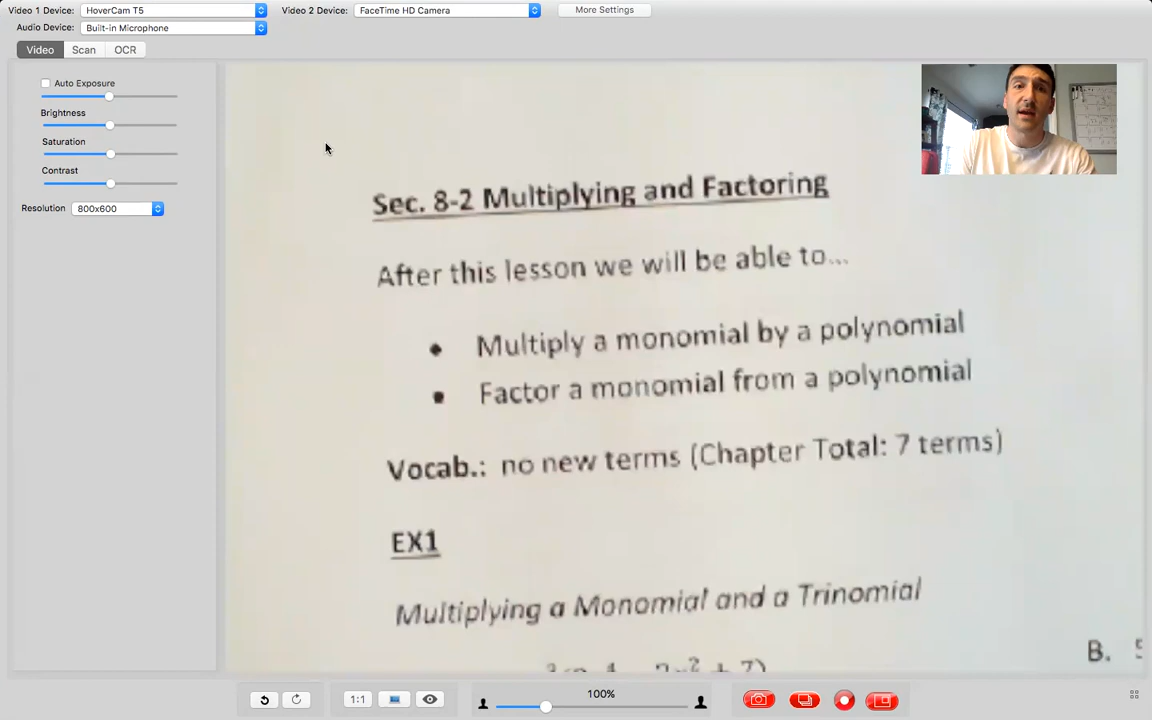 Video 1 Device: HoverCam T5 Video 2 Device: FaceTime HD Camera More Settings
Audio Device: Built-in Microphone
Video Scan OCR
Auto Exposure
Brightness
Saturation
Contrast
Resolution 800x600
Sec. 8-2 Multiplying and Factoring
After this lesson we will be able to...
• Multiply a monomial by a polynomial
• Factor a monomial from a polynomial
Vocab.: no new terms (Chapter Total: 7 terms)
EX1
Multiplying a Monomial and a Trinomial
B.
1:1 100%